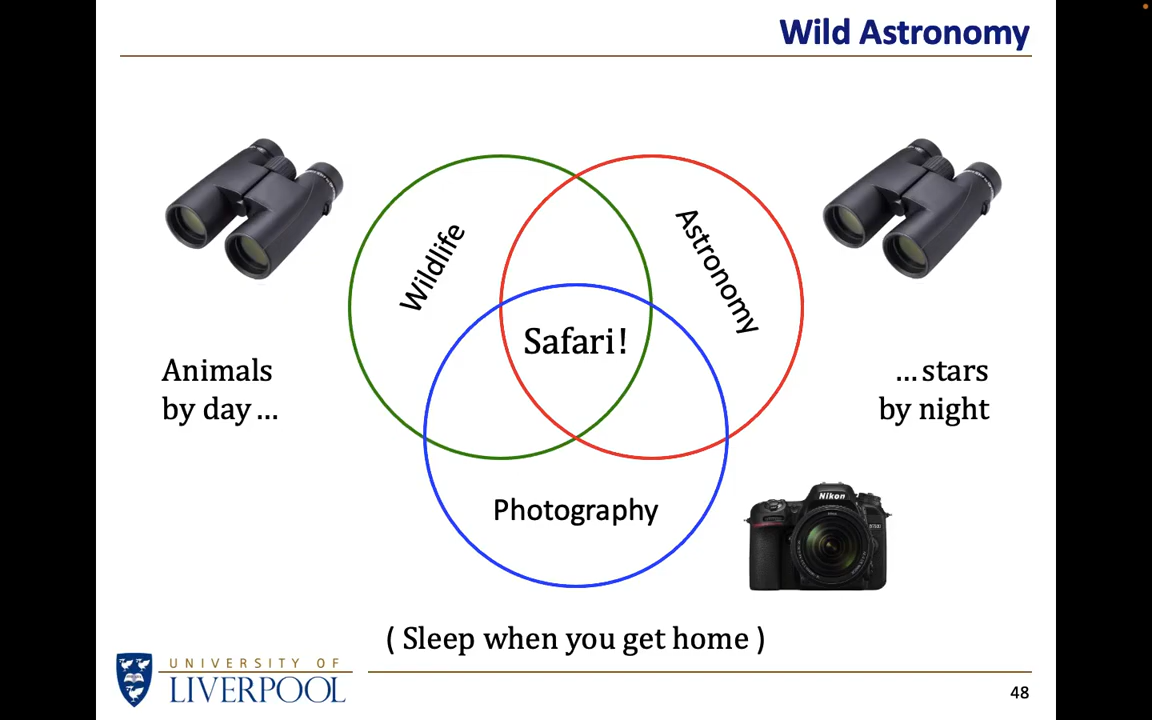 Wild Astronomy
Wildlife
Astronomy
Safari!
Animals
by day …
…stars
by night
Photography
Nikon
( Sleep when you get home )
UNIVERSITY OF
LIVERPOOL
48